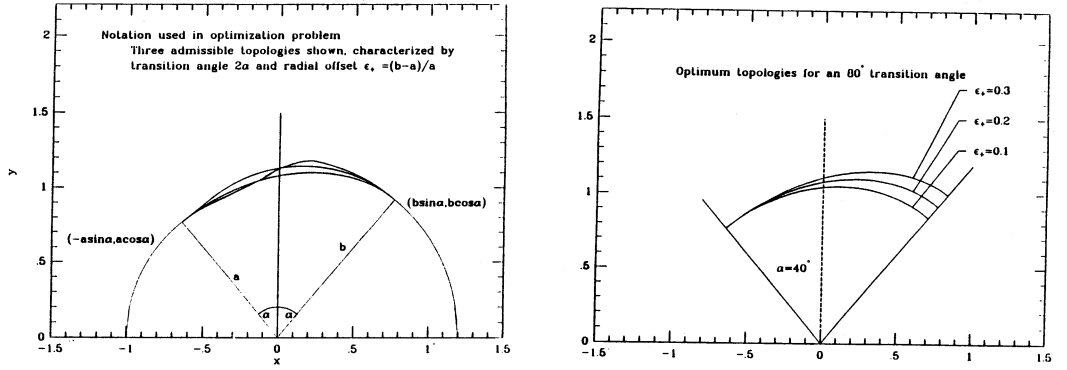 Notation used in optimization problem
Three admissible topologies shown, characterized by
transition angle 2α and radial offset ε₊ =(b-a)/a
2
1.5
1
.5
0
y
(-asinα,acosα)
(bsinα,bcosα)
a
b
α
α
-1.5
-1
-.5
0
.5
1
1.5
x
Optimum topologies for an 80° transition angle
ε₊=0.3
ε₊=0.2
ε₊=0.1
2
1.5
1
.5
0
α=40°
-1.5
-1
-.5
0
0.5
1
1.5